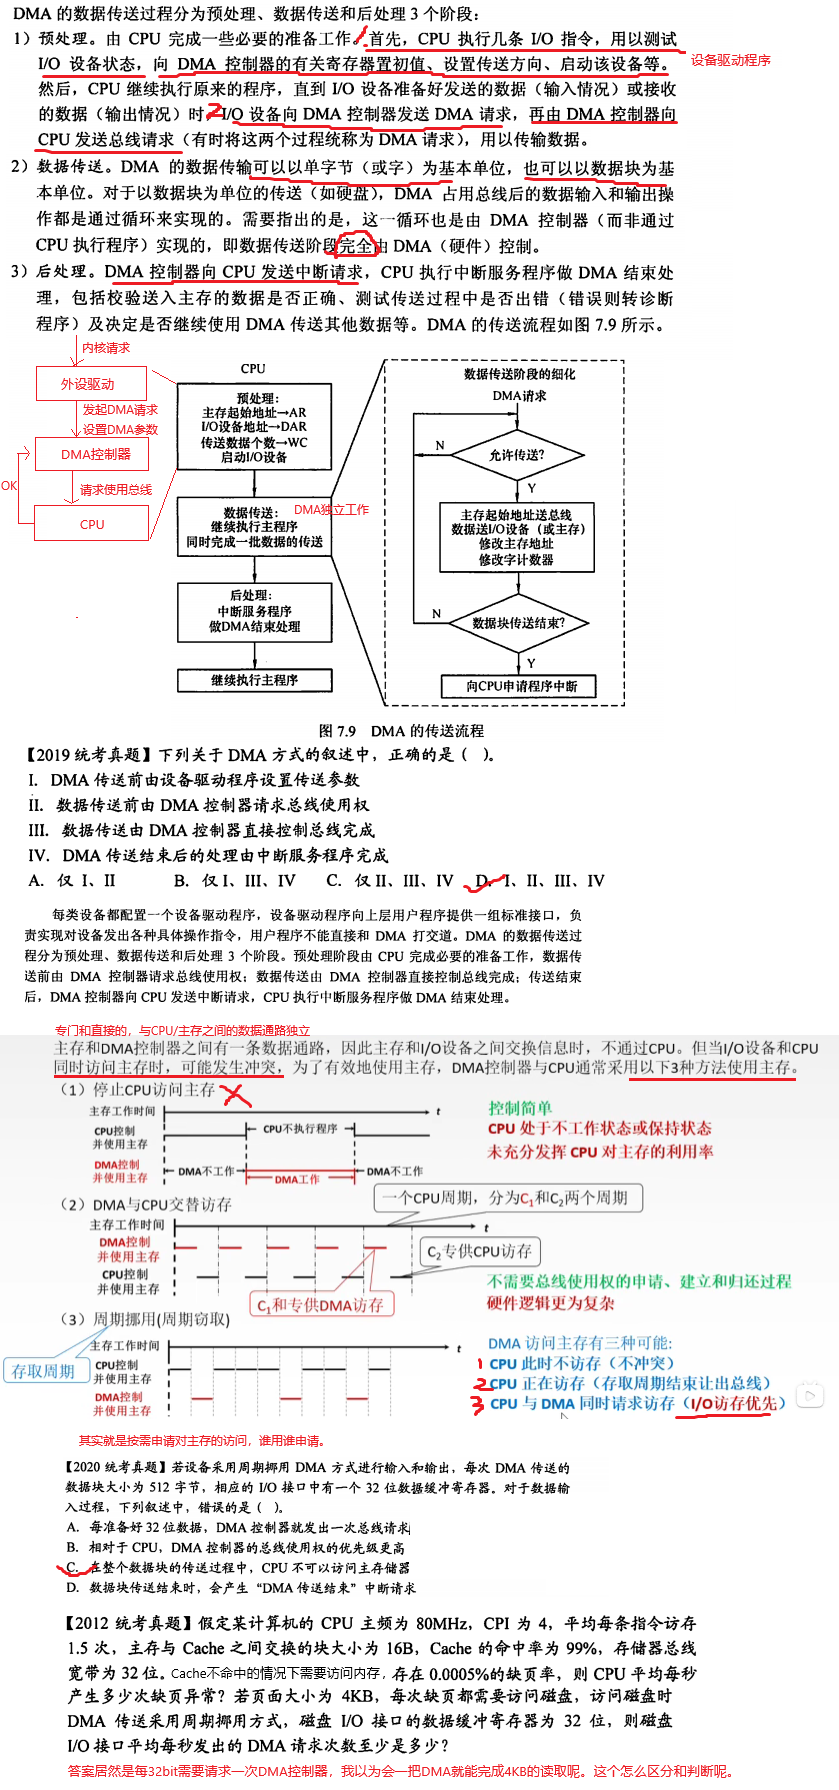 DMA 的数据传送过程分为预处理、数据传送和后处理 3 个阶段：
1）预处理。由 CPU 完成一些必要的准备工作。首先，CPU 执行几条 I/O 指令，用以测试
I/O 设备状态，向 DMA 控制器的有关寄存器置初值、设置传送方向、启动该设备等。
设备驱动程序
然后，CPU 继续执行原来的程序，直到 I/O 设备准备好发送的数据（输入情况）或接收
的数据（输出情况）时 2 I/O 设备向 DMA 控制器发送 DMA 请求，再由 DMA 控制器向
CPU 发送总线请求（有时将这两个过程统称为 DMA 请求），用以传输数据。
2）数据传送。DMA 的数据传输可以以单字节（或字）为基本单位，也可以以数据块为基
本单位。对于以数据块为单位的传送（如硬盘），DMA 占用总线后的数据输入和输出操
作都是通过循环来实现的。需要指出的是，这一循环也是由 DMA 控制器（而非通过
CPU 执行程序）实现的，即数据传送阶段完全由 DMA（硬件）控制。
3）后处理。DMA 控制器向 CPU 发送中断请求，CPU 执行中断服务程序做 DMA 结束处
理，包括校验送入主存的数据是否正确、测试传送过程中是否出错（错误则转诊断
程序）及决定是否继续使用 DMA 传送其他数据等。DMA 的传送流程如图 7.9 所示。
内核请求
外设驱动
发起DMA请求
设置DMA参数
DMA控制器
OK
请求使用总线
CPU
CPU
预处理：
主存起始地址→AR
I/O设备地址→DAR
传送数据个数→WC
启动I/O设备
数据传送：
继续执行主程序
同时完成一批数据的传送
DMA独立工作
后处理：
中断服务程序
做DMA结束处理
继续执行主程序
数据传送阶段的细化
DMA请求
N
允许传送？
Y
主存起始地址送总线
数据送I/O设备（或主存）
修改主存地址
修改字计数器
N
数据块传送结束？
Y
向CPU申请程序中断
图 7.9 DMA 的传送流程
【2019 统考真题】下列关于 DMA 方式的叙述中，正确的是（ ）。
I. DMA 传送前由设备驱动程序设置传送参数
II. 数据传送前由 DMA 控制器请求总线使用权
III. 数据传送由 DMA 控制器直接控制总线完成
IV. DMA 传送结束后的处理由中断服务程序完成
A. 仅 I、II B. 仅 I、III、IV C. 仅 II、III、IV D. I、II、III、IV
每类设备都配置一个设备驱动程序，设备驱动程序向上层用户程序提供一组标准接口，负
责实现对设备发出各种具体操作指令，用户程序不能直接和 DMA 打交道。DMA 的数据传送过
程分为预处理、数据传送和后处理 3 个阶段。预处理阶段由 CPU 完成必要的准备工作，数据传
送前由 DMA 控制器请求总线使用权；数据传送由 DMA 控制器直接控制总线完成；传送结束
后，DMA 控制器向 CPU 发送中断请求，CPU 执行中断服务程序做 DMA 结束处理。
专门和直接的，与CPU/主存之间的数据通路独立
主存和DMA控制器之间有一条数据通路，因此主存和I/O设备之间交换信息时，不通过CPU。但当I/O设备和CPU
同时访问主存时，可能发生冲突，为了有效地使用主存，DMA控制器与CPU通常采用以下3种方法使用主存。
（1）停止CPU访问主存
主存工作时间
t
CPU控制
并使用主存
CPU不执行程序
DMA控制
并使用主存
DMA不工作
DMA工作
DMA不工作
控制简单
CPU 处于不工作状态或保持状态
未充分发挥 CPU 对主存的利用率
（2）DMA与CPU交替访存
一个CPU周期，分为C1和C2两个周期
主存工作时间
t
DMA控制
并使用主存
CPU控制
并使用主存
C2专供CPU访存
C1和专供DMA访存
不需要总线使用权的申请、建立和归还过程
硬件逻辑更为复杂
（3）周期挪用(周期窃取)
存取周期
主存工作时间
t
CPU控制
并使用主存
DMA控制
并使用主存
DMA 访问主存有三种可能:
1 CPU 此时不访存（不冲突）
2 CPU 正在访存（存取周期结束让出总线）
3 CPU 与 DMA 同时请求访存（I/O访存优先）
其实就是按需申请对主存的访问，谁用谁申请。
【2020 统考真题】若设备采用周期挪用 DMA 方式进行输入和输出，每次 DMA 传送的
数据块大小为 512 字节，相应的 I/O 接口中有一个 32 位数据缓冲寄存器。对于数据输
入过程，下列叙述中，错误的是（ ）。
A. 每准备好 32 位数据，DMA 控制器就发出一次总线请求
B. 相对于 CPU，DMA 控制器的总线使用权的优先级更高
C. 在整个数据块的传送过程中，CPU 不可以访问主存储器
D. 数据块传送结束时，会产生“DMA 传送结束”中断请求
【2012 统考真题】假定某计算机的 CPU 主频为 80MHz，CPI 为 4，平均每条指令访存
1.5 次，主存与 Cache 之间交换的块大小为 16B，Cache 的命中率为 99%，存储器总线
宽带为 32 位。Cache不命中的情况下需要访问内存，存在 0.0005%的缺页率，则 CPU 平均每秒
产生多少次缺页异常？若页面大小为 4KB，每次缺页都需要访问磁盘，访问磁盘时
DMA 传送采用周期挪用方式，磁盘 I/O 接口的数据缓冲寄存器为 32 位，则磁盘
I/O 接口平均每秒发出的 DMA 请求次数至少是多少？
答案居然是每32bit需要请求一次DMA控制器，我以为会一把DMA就能完成4KB的读取呢。这个怎么区分和判断呢。